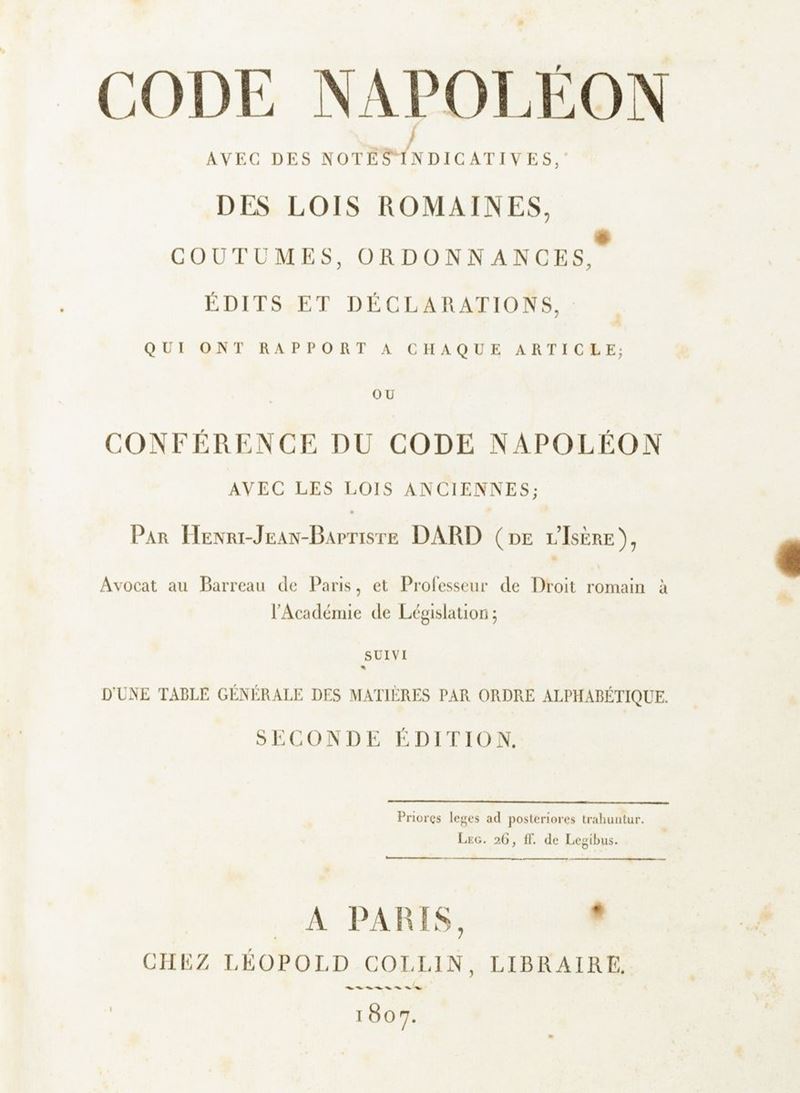 CODE NAPOLÉON
AVEC DES NOTES INDICATIVES,
DES LOIS ROMAINES,
COUTUMES, ORDONNANCES,
ÉDITS ET DÉCLARATIONS,
QUI ONT RAPPORT A CHAQUE ARTICLE;
OU
CONFÉRENCE DU CODE NAPOLÉON
AVEC LES LOIS ANCIENNES;
PAR HENRI-JEAN-BAPTISTE DARD (DE L'ISÈRE),
Avocat au Barreau de Paris, et Professeur de Droit romain à
l'Académie de Législation;
SUIVI
D'UNE TABLE GÉNÉRALE DES MATIÈRES PAR ORDRE ALPHABÉTIQUE.
SECONDE ÉDITION.
Priores leges ad posteriores trahuntur.
LEG. 26, ff. de Legibus.
A PARIS,
CHEZ LÉOPOLD COLLIN, LIBRAIRE.
1807.